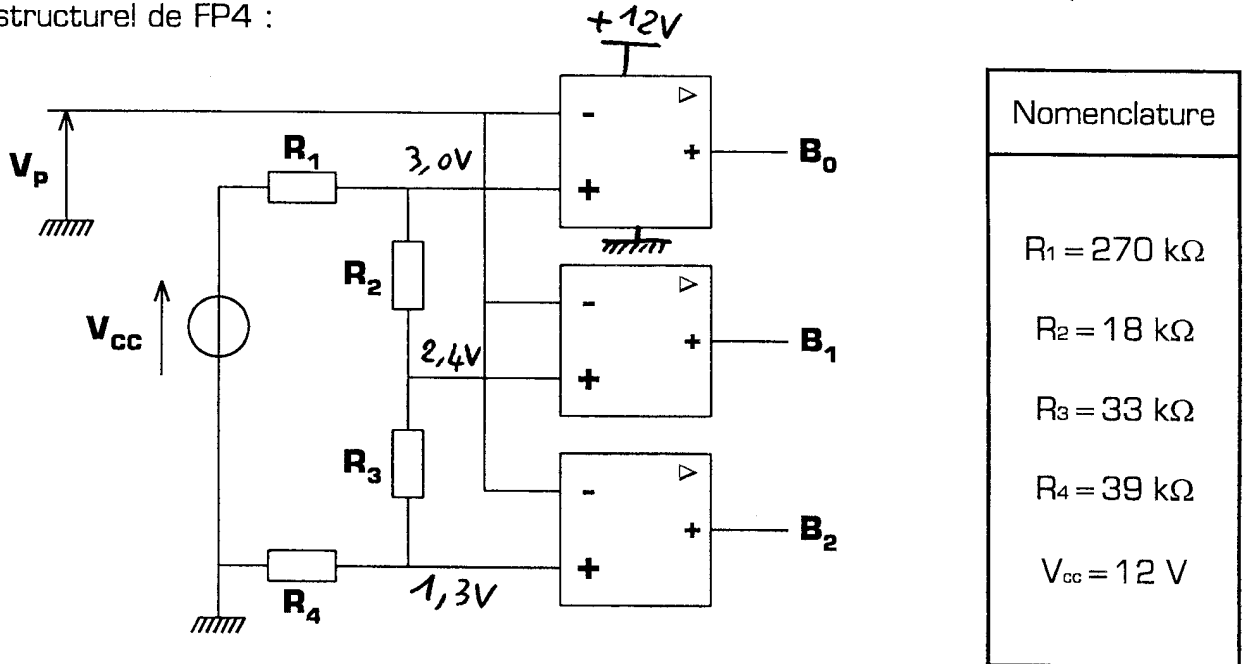 structurel de FP4 :
+12V
Nomenclature
-
+
B₀
Vp
R₁
3,0V
+
R₁ = 270 kΩ
R₂
-
Vcc
2,4V
+
B₁
+
R₂ = 18 kΩ
R₃
-
R₃ = 33 kΩ
+
B₂
R₄ = 39 kΩ
R₄
1,3V
+
Vcc = 12 V